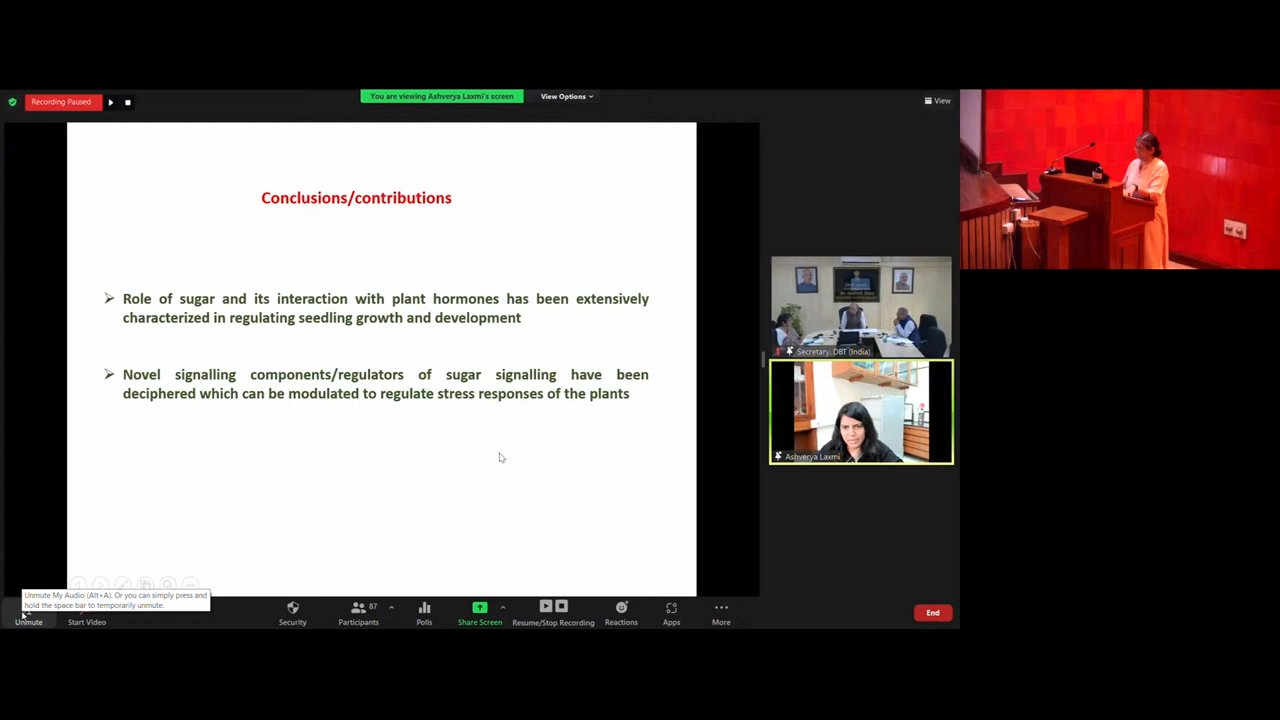 Recording Paused
You are viewing Ashverya Laxmi's screen
View Options
View
Conclusions/contributions
➢ Role of sugar and its interaction with plant hormones has been extensively
characterized in regulating seedling growth and development
➢ Novel signalling components/regulators of sugar signalling have been
deciphered which can be modulated to regulate stress responses of the plants
Secretary, DBT (India)
Ashverya Laxmi
Unmute My Audio (Alt+A). Or you can simply press and
hold the space bar to temporarily unmute.
Unmute
Start Video
Security
87
Participants
Polls
Share Screen
Resume/Stop Recording
Reactions
Apps
More
End